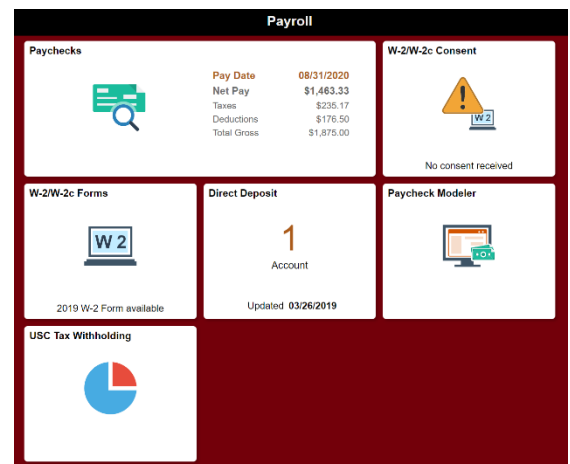 Payroll
Paychecks
Pay Date 08/31/2020
Net Pay $1,463.33
Taxes $235.17
Deductions $176.50
Total Gross $1,875.00
W-2/W-2c Consent
W 2
No consent received
W-2/W-2c Forms
W 2
2019 W-2 Form available
Direct Deposit
1
Account
Updated 03/26/2019
Paycheck Modeler
USC Tax Withholding